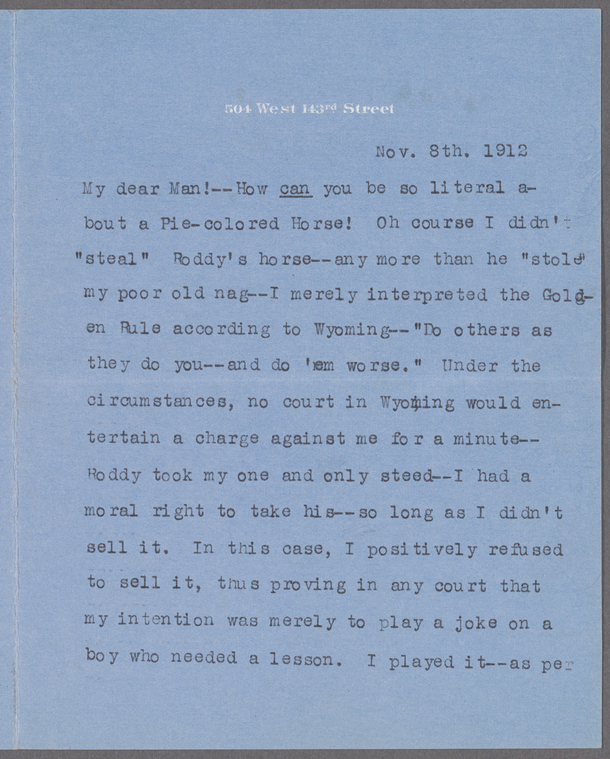 504 West 143rd Street
Nov. 8th. 1912
My dear Man!--How can you be so literal a-
bout a Pie-colored Horse! Oh course I didn't
"steal" Roddy's horse--any more than he "stole"
my poor old nag--I merely interpreted the Gold-
en Rule according to Wyoming--"Do others as
they do you--and do 'em worse." Under the
circumstances, no court in Wyoming would en-
tertain a charge against me for a minute--
Roddy took my one and only steed--I had a
moral right to take his--so long as I didn't
sell it. In this case, I positively refused
to sell it, thus proving in any court that
my intention was merely to play a joke on a
boy who needed a lesson. I played it--as per